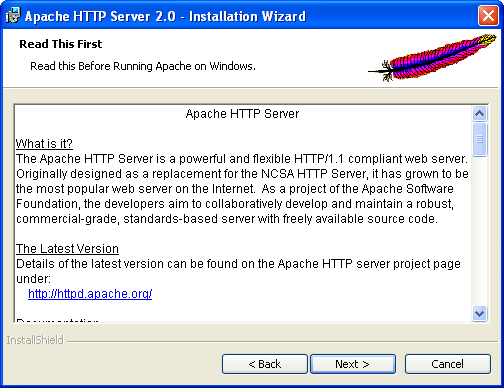 Apache HTTP Server 2.0 - Installation Wizard
Read This First
Read this Before Running Apache on Windows.
Apache HTTP Server
What is it?
The Apache HTTP Server is a powerful and flexible HTTP/1.1 compliant web server.
Originally designed as a replacement for the NCSA HTTP Server, it has grown to be
the most popular web server on the Internet.  As a project of the Apache Software
Foundation, the developers aim to collaboratively develop and maintain a robust,
commercial-grade, standards-based server with freely available source code.
The Latest Version
Details of the latest version can be found on the Apache HTTP server project page
under:
http://httpd.apache.org/
Documentation
InstallShield
< Back
Next >
Cancel